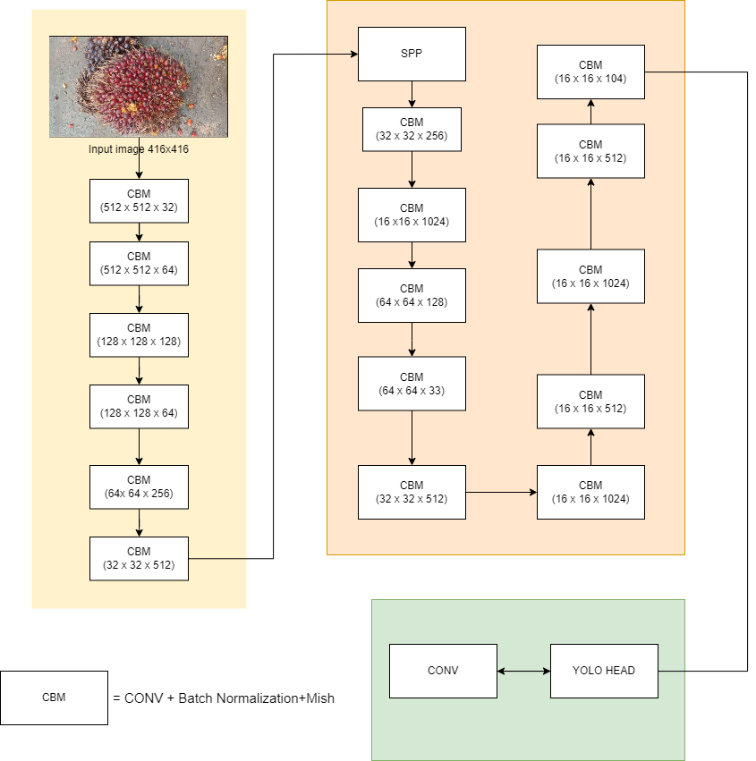 Input image 416x416
CBM
(512 x 512 x 32)
CBM
(512 x 512 x 64)
CBM
(128 x 128 x 128)
CBM
(128 x 128 x 64)
CBM
(64x 64 x 256)
CBM
(32 x 32 x 512)
SPP
CBM
(32 x 32 x 256)
CBM
(16 x16 x 1024)
CBM
(64 x 64 x 128)
CBM
(64 x 64 x 33)
CBM
(32 x 32 x 512)
CBM
(16 x 16 x 1024)
CBM
(16 x 16 x 512)
CBM
(16 x 16 x 1024)
CBM
(16 x 16 x 512)
CBM
(16 x 16 x 104)
CONV
YOLO HEAD
CBM
= CONV + Batch Normalization+Mish